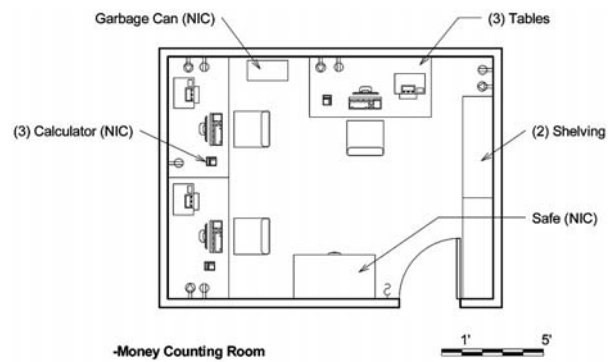 Garbage Can (NIC)
(3) Tables
(3) Calculator (NIC)
(2) Shelving
Safe (NIC)
-Money Counting Room
1' 5'